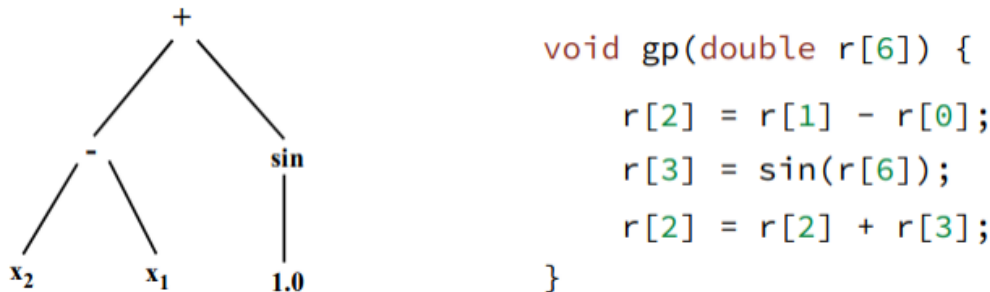 +
- sin
x₂ x₁ 1.0
void gp(double r[6]) {
r[2] = r[1] - r[0];
r[3] = sin(r[6]);
r[2] = r[2] + r[3];
}